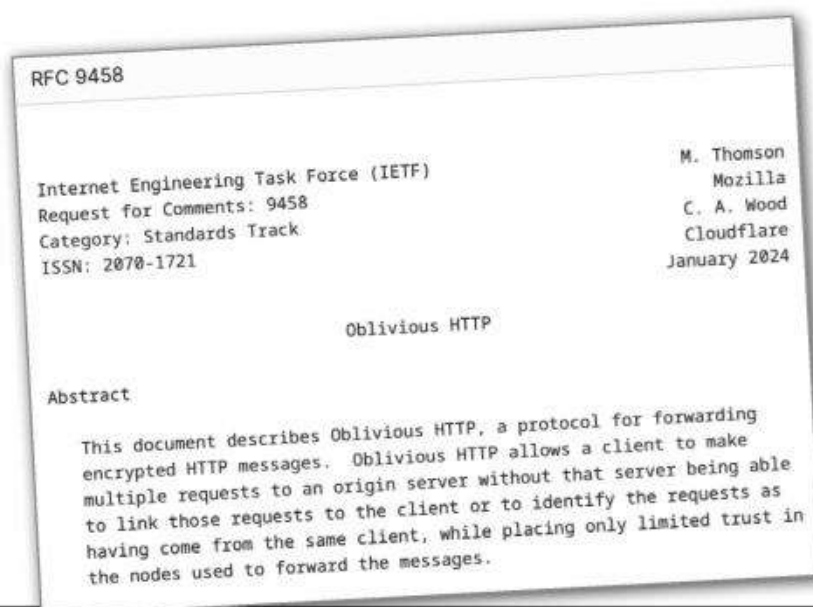 RFC 9458
Internet Engineering Task Force (IETF) M. Thomson
Request for Comments: 9458 Mozilla
Category: Standards Track C. A. Wood
ISSN: 2070-1721 Cloudflare
January 2024
Oblivious HTTP
Abstract
This document describes Oblivious HTTP, a protocol for forwarding
encrypted HTTP messages. Oblivious HTTP allows a client to make
multiple requests to an origin server without that server being able
to link those requests to the client or to identify the requests as
having come from the same client, while placing only limited trust in
the nodes used to forward the messages.